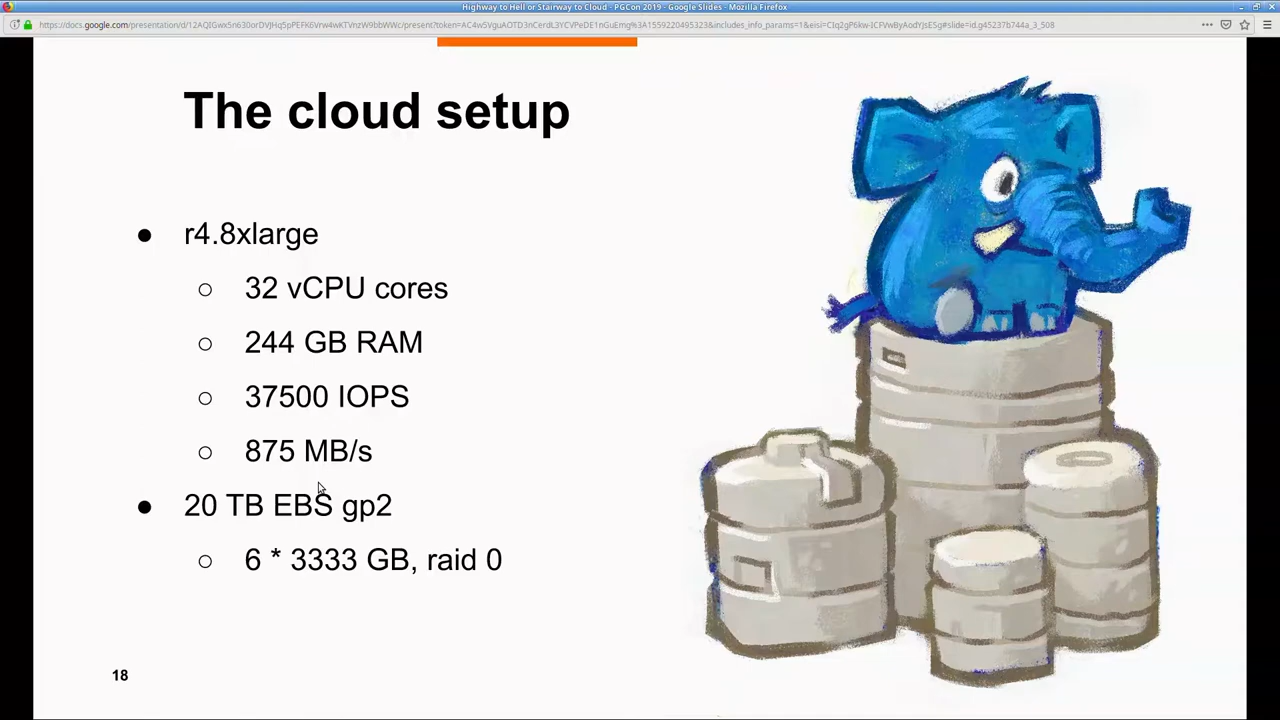 Highway to Hell or Stairway to Cloud - PGCon 2019 - Google Slides - Mozilla Firefox
The cloud setup
● r4.8xlarge
○ 32 vCPU cores
○ 244 GB RAM
○ 37500 IOPS
○ 875 MB/s
● 20 TB EBS gp2
○ 6 * 3333 GB, raid 0
18